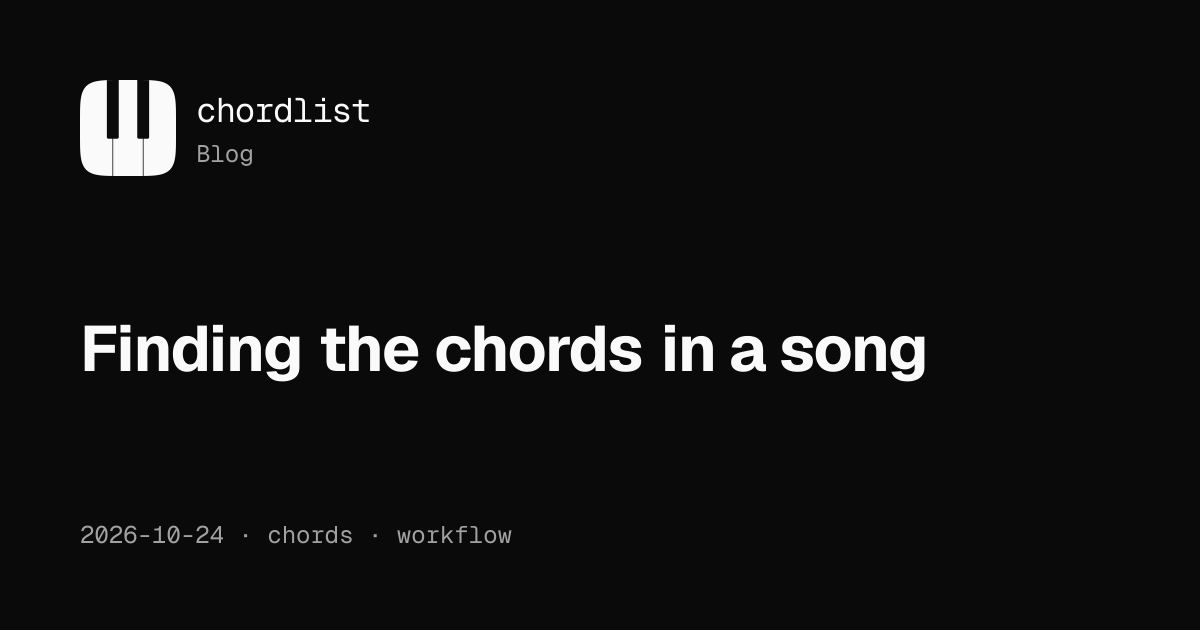 chordlist
Blog
Finding the chords in a song
2026-10-24 · chords · workflow